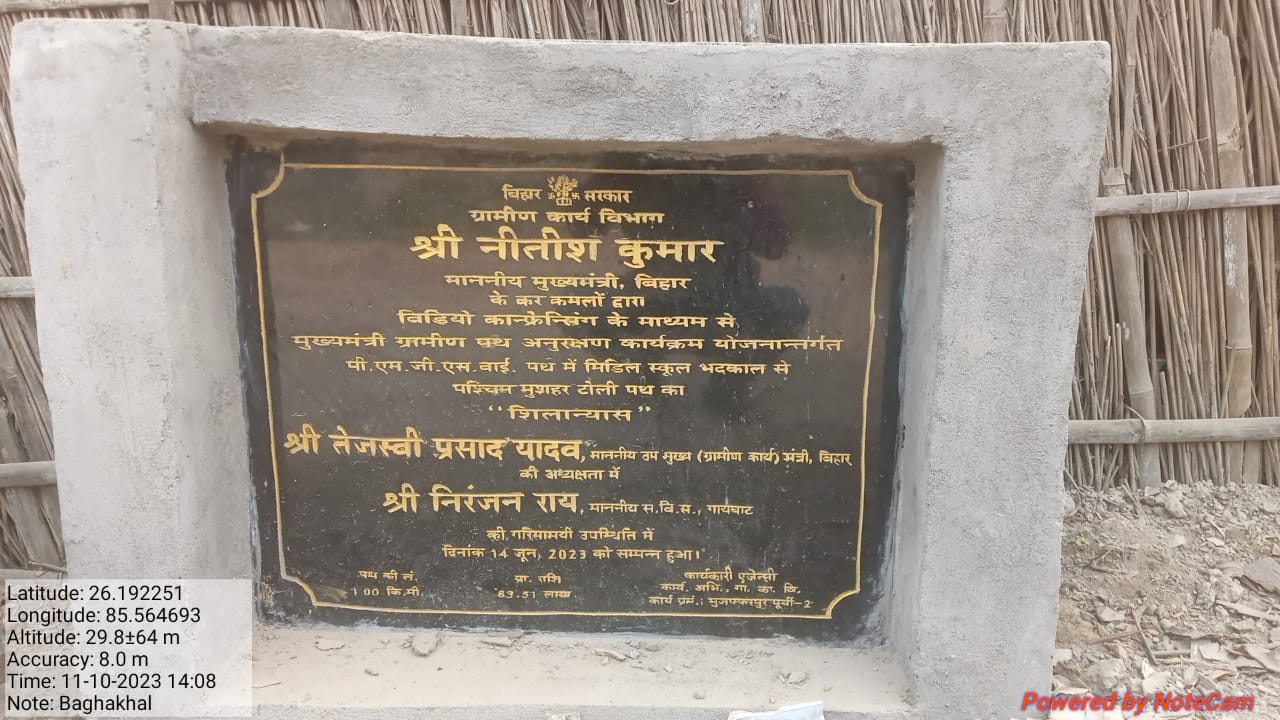 बिहार सरकार
ग्रामीण कार्य विभाग
श्री नीतीश कुमार
माननीय मुख्यमंत्री, बिहार
के कर कमलों द्वारा
विडियो कान्फ्रेन्सिंग के माध्यम से
मुख्यमंत्री ग्रामीण पथ अनुरक्षण कार्यक्रम योजनान्तर्गत
पी.एम.जी.एस.वाई. पथ में मिडिल स्कूल भदकाल से
पश्चिम मुशहर टोली पथ का
"शिलान्यास"
श्री तेजस्वी प्रसाद यादव, माननीय उप मुख्य (ग्रामीण कार्य) मंत्री, बिहार
की अध्यक्षता में
श्री निरंजन राय, माननीय स.वि.स., गायघाट
की गरिमामयी उपस्थिति में
दिनांक 14 जून, 2023 को सम्पन्न हुआ।
पथ की लं. प्रा. राशि कार्यकारी एजेन्सी
1.00 कि.मी 63.51 लाख कार्य. अभि., ग्रा. का. वि.
कार्य प्रमं., मुजफ्फरपुर पूर्वी-2
Latitude: 26.192251
Longitude: 85.564693
Altitude: 29.8±64 m
Accuracy: 8.0 m
Time: 11-10-2023 14:08
Note: Baghakhal
Powered by NoteCam